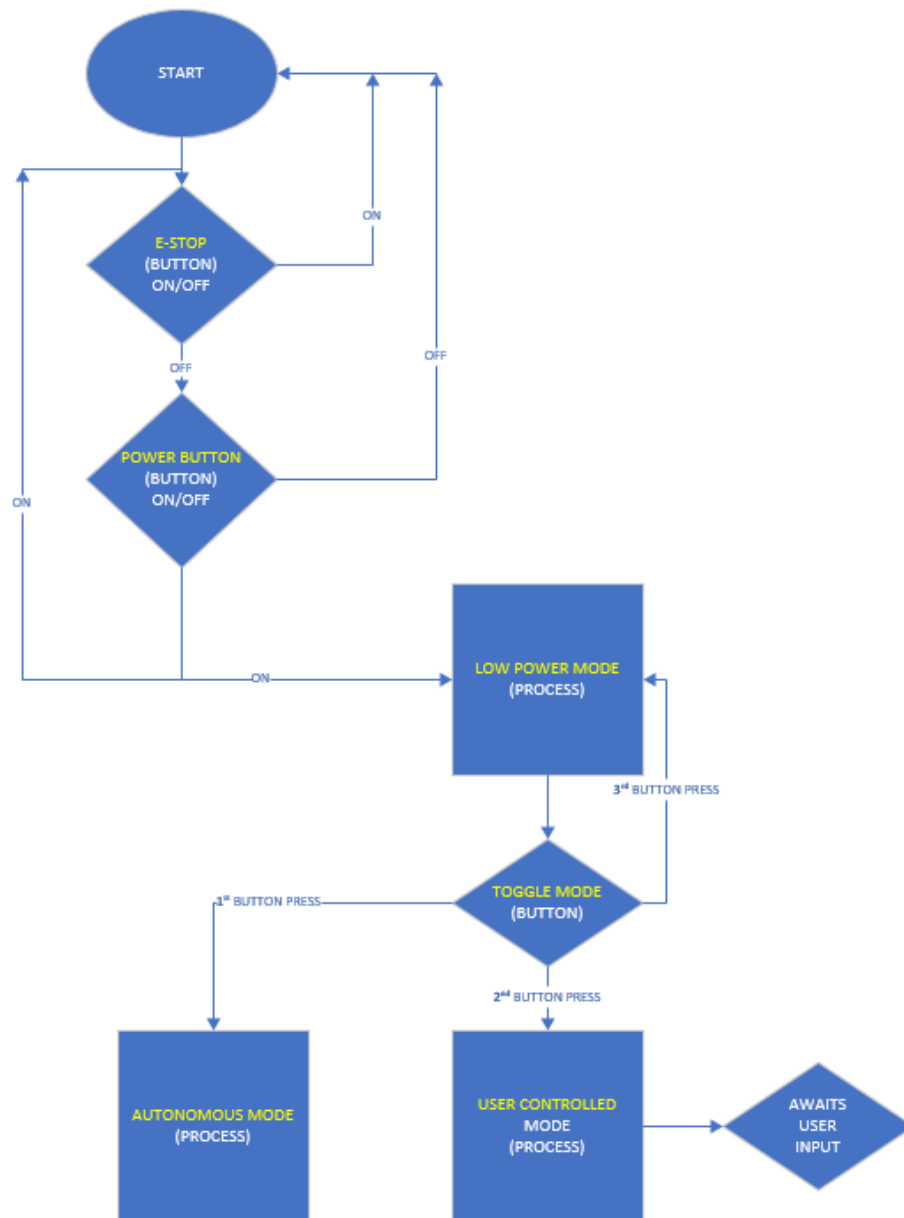 START
ON
E-STOP
(BUTTON)
ON/OFF
OFF
OFF
POWER BUTTON
(BUTTON)
ON/OFF
ON
LOW POWER MODE
(PROCESS)
ON
3rd BUTTON PRESS
TOGGLE MODE
(BUTTON)
1st BUTTON PRESS
2nd BUTTON PRESS
AUTONOMOUS MODE
(PROCESS)
USER CONTROLLED
MODE
(PROCESS)
AWAITS
USER
INPUT